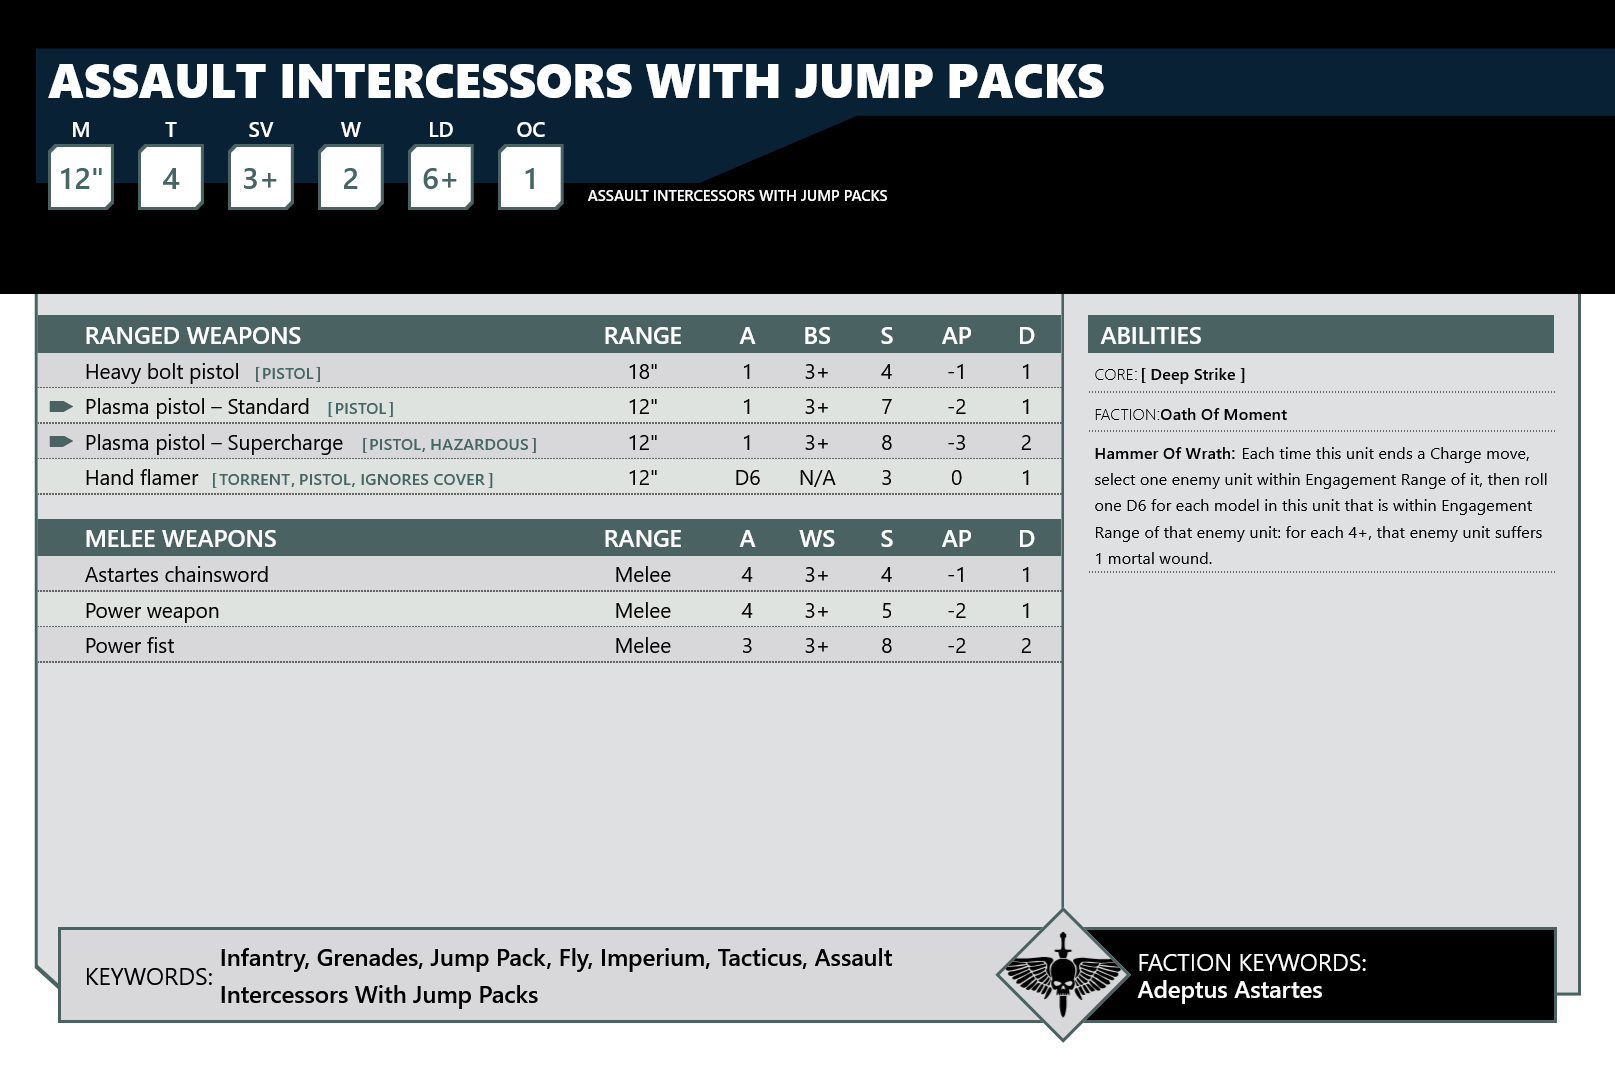 ASSAULT INTERCESSORS WITH JUMP PACKS
M T SV W LD OC
12" 4 3+ 2 6+ 1
ASSAULT INTERCESSORS WITH JUMP PACKS
RANGED WEAPONS RANGE A BS S AP D
Heavy bolt pistol [PISTOL] 18" 1 3+ 4 -1 1
Plasma pistol – Standard [PISTOL] 12" 1 3+ 7 -2 1
Plasma pistol – Supercharge [PISTOL, HAZARDOUS] 12" 1 3+ 8 -3 2
Hand flamer [TORRENT, PISTOL, IGNORES COVER] 12" D6 N/A 3 0 1
MELEE WEAPONS RANGE A WS S AP D
Astartes chainsword Melee 4 3+ 4 -1 1
Power weapon Melee 4 3+ 5 -2 1
Power fist Melee 3 3+ 8 -2 2
ABILITIES
CORE: [ Deep Strike ]
FACTION:Oath Of Moment
Hammer Of Wrath: Each time this unit ends a Charge move,
select one enemy unit within Engagement Range of it, then roll
one D6 for each model in this unit that is within Engagement
Range of that enemy unit: for each 4+, that enemy unit suffers
1 mortal wound.
KEYWORDS: Infantry, Grenades, Jump Pack, Fly, Imperium, Tacticus, Assault
Intercessors With Jump Packs
FACTION KEYWORDS:
Adeptus Astartes